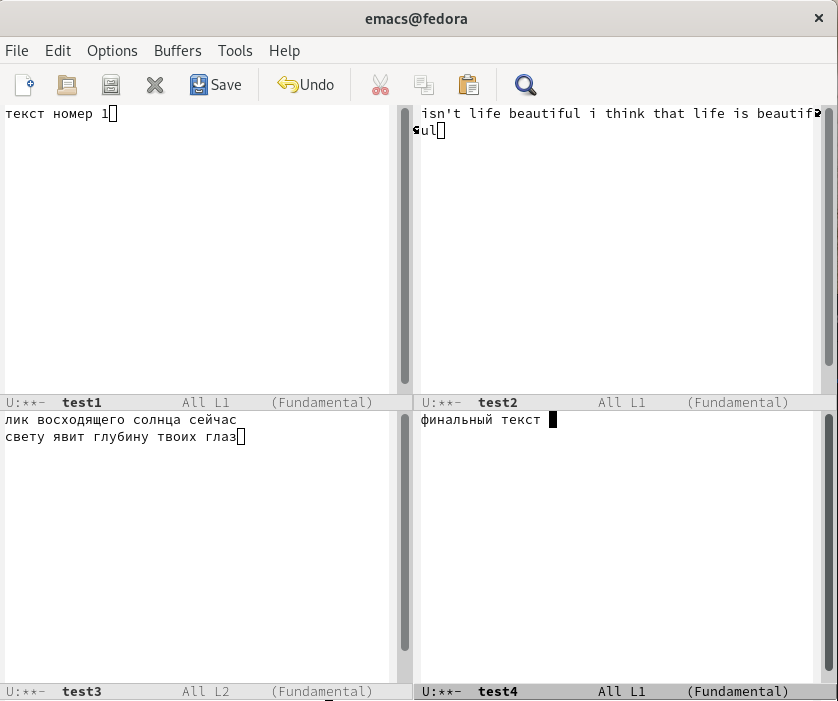 emacs@fedora
File Edit Options Buffers Tools Help
Save Undo
текст номер 1
U:**- test1 All L1 (Fundamental)
isn't life beautiful i think that life is beautif
ul
U:**- test2 All L1 (Fundamental)
лик восходящего солнца сейчас
свету явит глубину твоих глаз
U:**- test3 All L2 (Fundamental)
финальный текст
U:**- test4 All L1 (Fundamental)